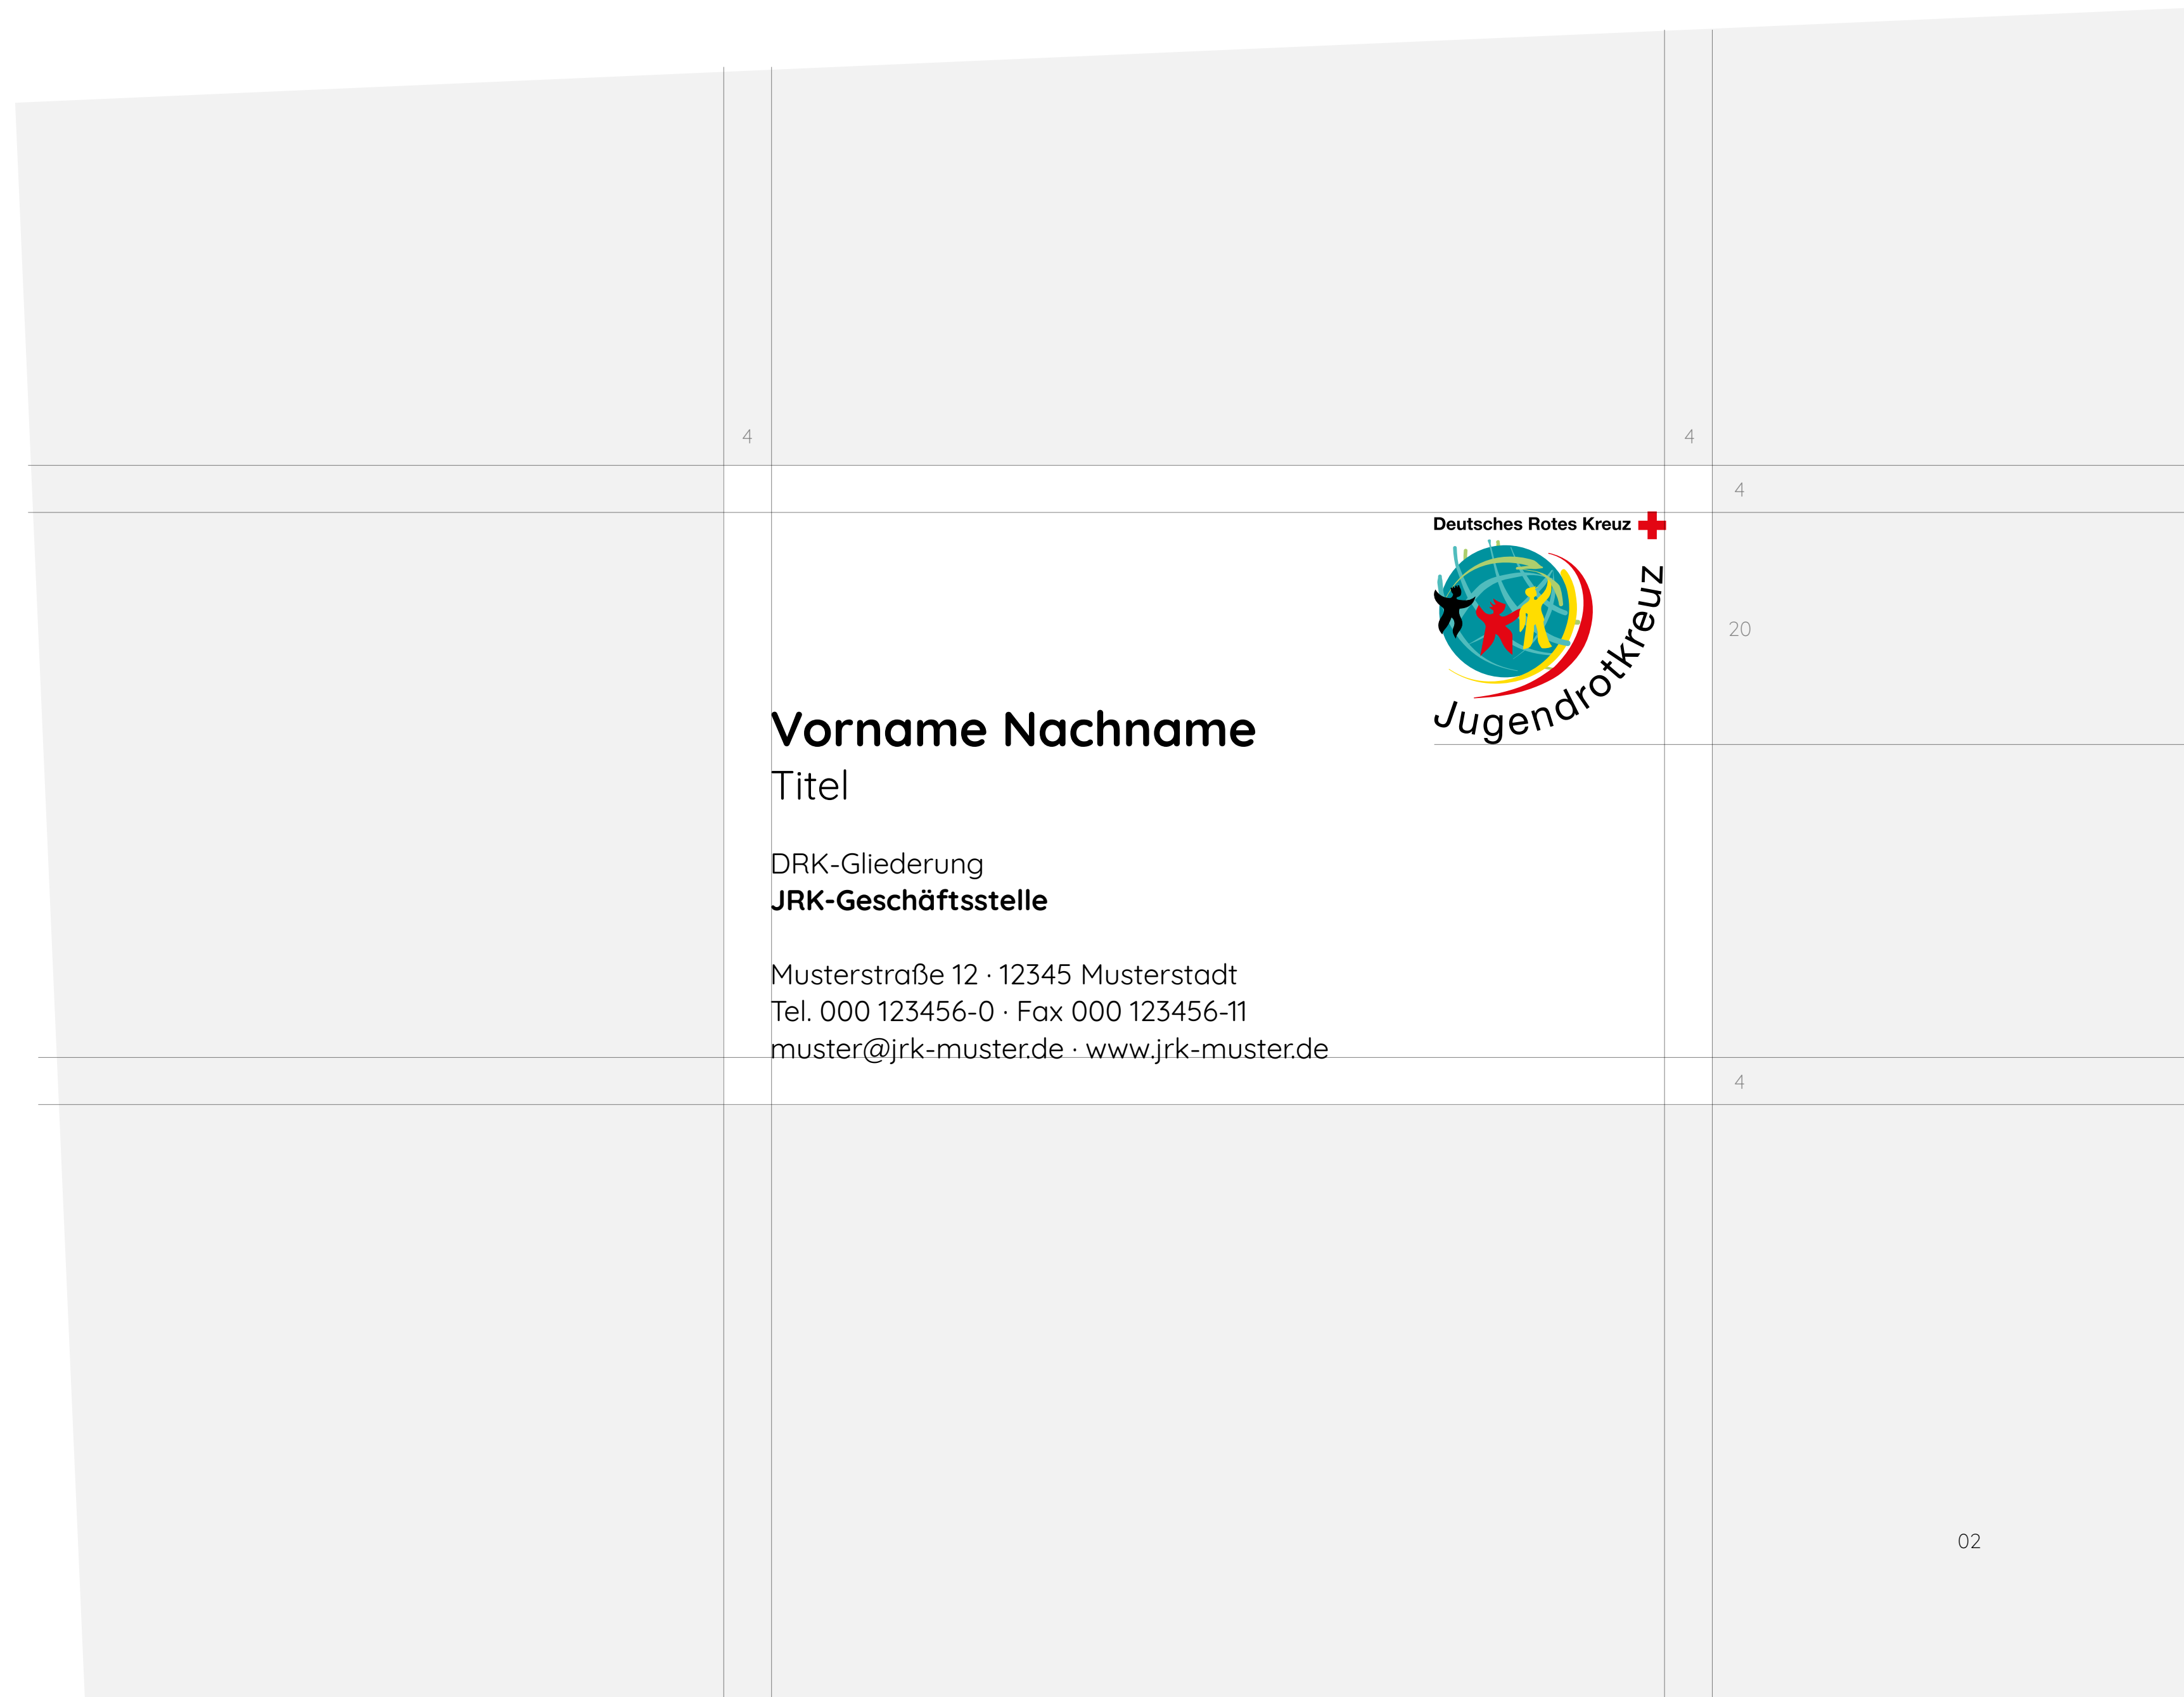 4
4
4
Deutsches Rotes Kreuz
Jugendrotkreuz
20
Vorname Nachname
Titel
DRK-Gliederung
JRK-Geschäftsstelle
Musterstraße 12 · 12345 Musterstadt
Tel. 000 123456-0 · Fax 000 123456-11
muster@jrk-muster.de · www.jrk-muster.de
4
02